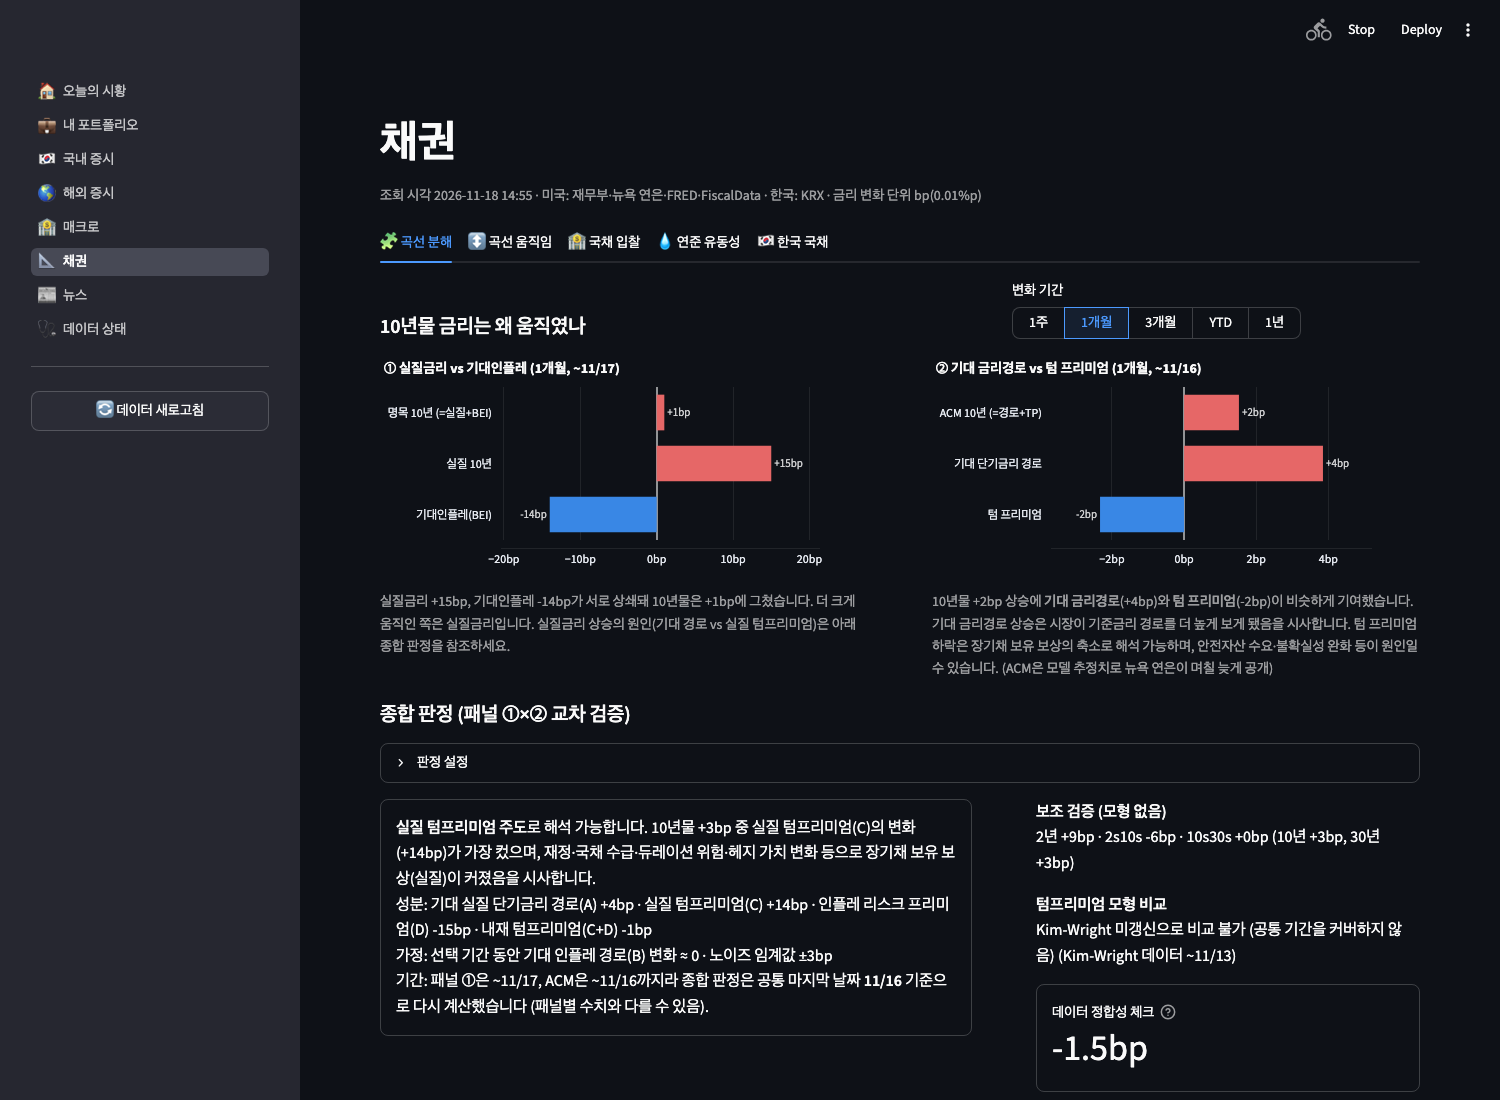 Stop
Deploy
오늘의 시황
내 포트폴리오
국내 증시
해외 증시
매크로
채권
뉴스
데이터 상태
데이터 새로고침
채권
조회 시각 2026-11-18 14:55 · 미국: 재무부·뉴욕 연은·FRED·FiscalData · 한국: KRX · 금리 변화 단위 bp(0.01%p)
곡선 분해
곡선 움직임
국채 입찰
연준 유동성
한국 국채
10년물 금리는 왜 움직였나
변화 기간
1주
1개월
3개월
YTD
1년
① 실질금리 vs 기대인플레 (1개월, ~11/17)
명목 10년 (=실질+BEI)
+1bp
실질 10년
+15bp
기대인플레(BEI)
-14bp
−20bp
−10bp
0bp
10bp
20bp
실질금리 +15bp, 기대인플레 -14bp가 서로 상쇄돼 10년물은 +1bp에 그쳤습니다. 더 크게
움직인 쪽은 실질금리입니다. 실질금리 상승의 원인(기대 경로 vs 실질 텀프리미엄)은 아래
종합 판정을 참조하세요.
② 기대 금리경로 vs 텀 프리미엄 (1개월, ~11/16)
ACM 10년 (=경로+TP)
+2bp
기대 단기금리 경로
+4bp
텀 프리미엄
-2bp
−2bp
0bp
2bp
4bp
10년물 +2bp 상승에 기대 금리경로(+4bp)와 텀 프리미엄(-2bp)이 비슷하게 기여했습니다.
기대 금리경로 상승은 시장이 기준금리 경로를 더 높게 보게 됐음을 시사합니다. 텀 프리미엄
하락은 장기채 보유 보상의 축소로 해석 가능하며, 안전자산 수요·불확실성 완화 등이 원인일
수 있습니다. (ACM은 모델 추정치로 뉴욕 연은이 며칠 늦게 공개)
종합 판정 (패널 ①×② 교차 검증)
판정 설정
실질 텀프리미엄 주도로 해석 가능합니다. 10년물 +3bp 중 실질 텀프리미엄(C)의 변화
(+14bp)가 가장 컸으며, 재정·국채 수급·듀레이션 위험·헤지 가치 변화 등으로 장기채 보유 보
상(실질)이 커졌음을 시사합니다.
성분: 기대 실질 단기금리 경로(A) +4bp · 실질 텀프리미엄(C) +14bp · 인플레 리스크 프리미
엄(D) -15bp · 내재 텀프리미엄(C+D) -1bp
가정: 선택 기간 동안 기대 인플레 경로(B) 변화 ≈ 0 · 노이즈 임계값 ±3bp
기간: 패널 ①은 ~11/17, ACM은 ~11/16까지라 종합 판정은 공통 마지막 날짜 11/16 기준으
로 다시 계산했습니다 (패널별 수치와 다를 수 있음).
보조 검증 (모형 없음)
2년 +9bp · 2s10s -6bp · 10s30s +0bp (10년 +3bp, 30년
+3bp)
텀프리미엄 모형 비교
Kim-Wright 미갱신으로 비교 불가 (공통 기간을 커버하지 않
음) (Kim-Wright 데이터 ~11/13)
데이터 정합성 체크
-1.5bp